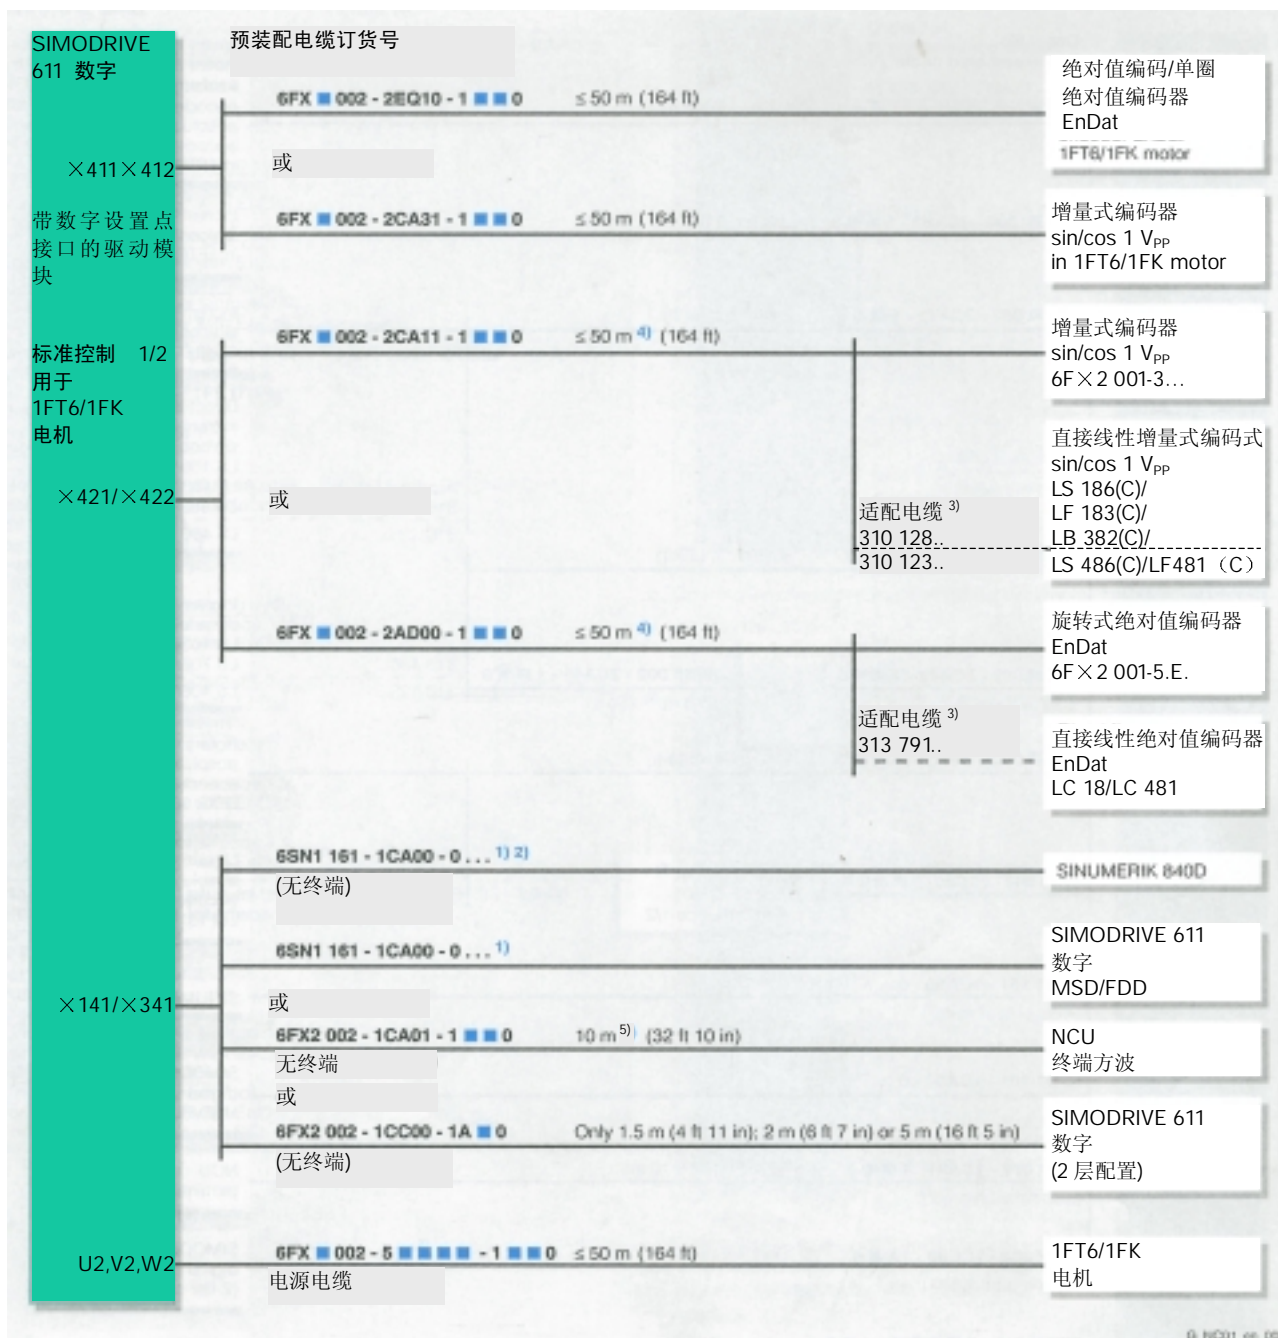 SIMODRIVE
611 数字
预装配电缆订货号
6FX ■ 002 - 2EQ10 - 1 ■ ■ 0 ≤ 50 m (164 ft)
绝对值编码/单圈
绝对值编码器
EnDat
1FT6/1FK motor
×411×412
或
带数字设置点
接口的驱动模
块
6FX ■ 002 - 2CA31 - 1 ■ ■ 0 ≤ 50 m (164 ft)
增量式编码器
sin/cos 1 VPP
in 1FT6/1FK motor
标准控制 1/2
用于
1FT6/1FK
电机
6FX ■ 002 - 2CA11 - 1 ■ ■ 0 ≤ 50 m 4) (164 ft)
增量式编码器
sin/cos 1 VPP
6F×2 001-3…
×421/×422
或
适配电缆 3)
310 128..
310 123..
直接线性增量式编码式
sin/cos 1 VPP
LS 186(C)/
LF 183(C)/
LB 382(C)/
LS 486(C)/LF481（C）
6FX ■ 002 - 2AD00 - 1 ■ ■ 0 ≤ 50 m 4) (164 ft)
旋转式绝对值编码器
EnDat
6F×2 001-5.E.
适配电缆 3)
313 791..
直接线性绝对值编码器
EnDat
LC 18/LC 481
6SN1 161 - 1CA00 - 0 . . . 1) 2)
(无终端)
SINUMERIK 840D
6SN1 161 - 1CA00 - 0 . . . 1)
SIMODRIVE 611
数字
MSD/FDD
×141/×341
或
6FX2 002 - 1CA01 - 1 ■ ■ 0 10 m 5) (32 ft 10 in)
无终端
NCU
终端方波
或
6FX2 002 - 1CC00 - 1A ■ 0 Only 1.5 m (4 ft 11 in); 2 m (6 ft 7 in) or 5 m (16 ft 5 in)
(无终端)
SIMODRIVE 611
数字
(2 层配置)
U2,V2,W2
6FX ■ 002 - 5 ■ ■ ■ ■ - 1 ■ ■ 0 ≤ 50 m (164 ft)
电源电缆
1FT6/1FK
电机